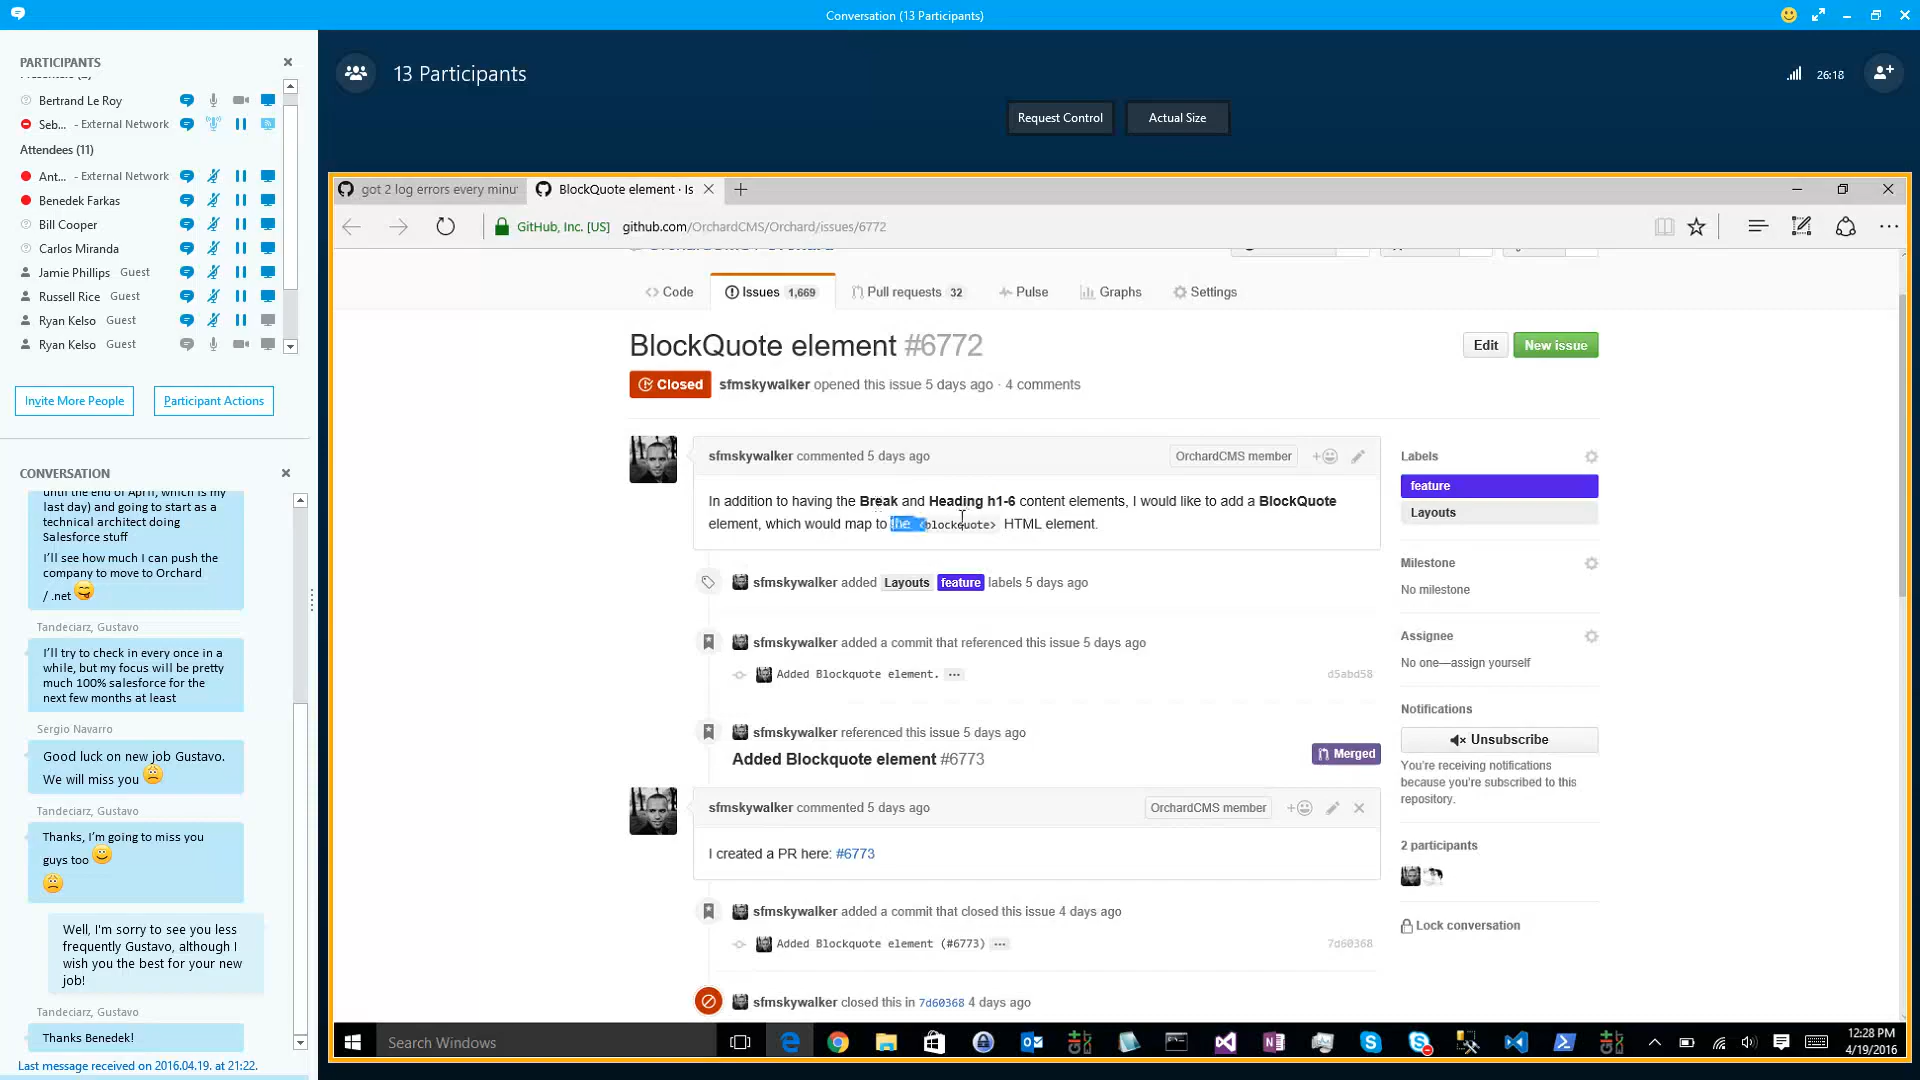 Conversation (13 Participants)
PARTICIPANTS
Bertrand Le Roy
Seb... - External Network
Attendees (11)
Ant... - External Network
Benedek Farkas
Bill Cooper
Carlos Miranda
Jamie Phillips Guest
Russell Rice Guest
Ryan Kelso Guest
Ryan Kelso Guest
Invite More People
Participant Actions
CONVERSATION
until the end of April, which is my
last day) and going to start as a
technical architect doing
Salesforce stuff
I'll see how much I can push the
company to move to Orchard
/ .net
Tandeciarz, Gustavo
I'll try to check in every once in a
while, but my focus will be pretty
much 100% salesforce for the
next few months at least
Sergio Navarro
Good luck on new job Gustavo.
We will miss you
Tandeciarz, Gustavo
Thanks, I'm going to miss you
guys too
Well, I'm sorry to see you less
frequently Gustavo, although I
wish you the best for your new
job!
Tandeciarz, Gustavo
Thanks Benedek!
Last message received on 2016.04.19. at 21:22.
13 Participants
26:18
Request Control
Actual Size
got 2 log errors every minu
BlockQuote element · Is
GitHub, Inc. [US]
github.com/OrchardCMS/Orchard/issues/6772
Code
Issues 1,669
Pull requests 32
Pulse
Graphs
Settings
BlockQuote element #6772
Edit
New issue
Closed
sfmskywalker opened this issue 5 days ago · 4 comments
sfmskywalker commented 5 days ago
OrchardCMS member
In addition to having the Break and Heading h1-6 content elements, I would like to add a BlockQuote
element, which would map to the <blockquote> HTML element.
sfmskywalker added Layouts feature labels 5 days ago
sfmskywalker added a commit that referenced this issue 5 days ago
Added Blockquote element. ...
d5abd58
sfmskywalker referenced this issue 5 days ago
Added Blockquote element #6773
Merged
sfmskywalker commented 5 days ago
OrchardCMS member
I created a PR here: #6773
sfmskywalker added a commit that closed this issue 4 days ago
Added Blockquote element (#6773) ...
7d60368
sfmskywalker closed this in 7d60368 4 days ago
Labels
feature
Layouts
Milestone
No milestone
Assignee
No one—assign yourself
Notifications
Unsubscribe
You're receiving notifications
because you're subscribed to this
repository.
2 participants
Lock conversation
Search Windows
12:28 PM
4/19/2016